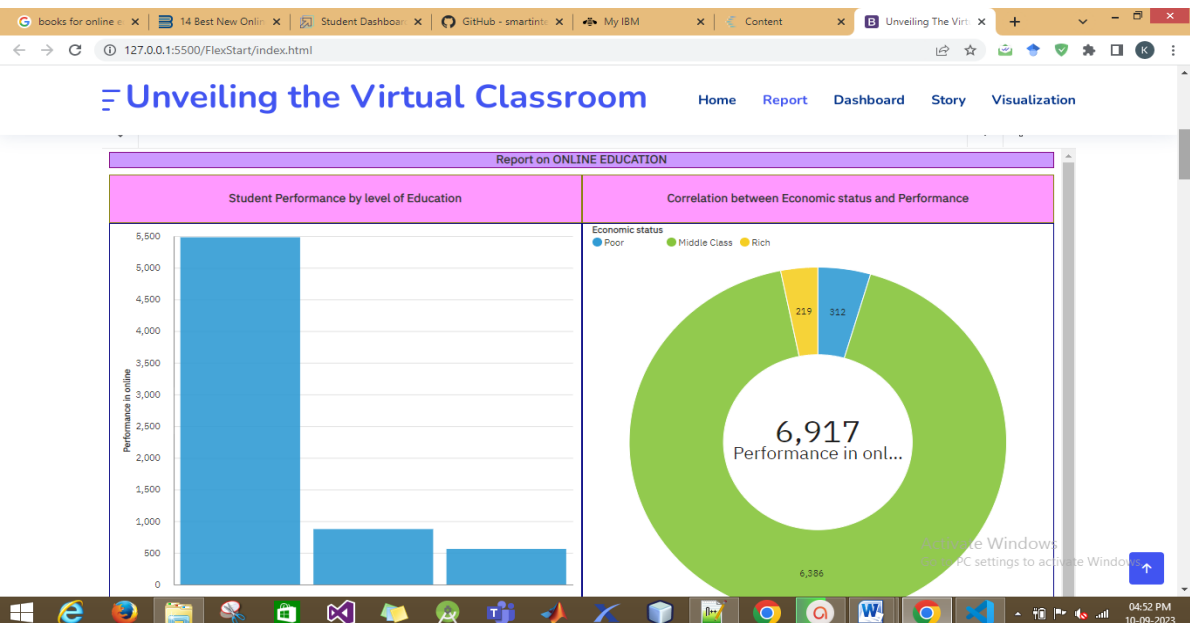 books for online e
14 Best New Onlin
Student Dashboar
GitHub - smartinte
My IBM
Content
Unveiling The Virt
127.0.0.1:5500/FlexStart/index.html
K
Unveiling the Virtual Classroom
Home Report Dashboard Story Visualization
Report on ONLINE EDUCATION
Student Performance by level of Education
Correlation between Economic status and Performance
Performance in online
5,500
5,000
4,500
4,000
3,500
3,000
2,500
2,000
1,500
1,000
500
0
Economic status
Poor Middle Class Rich
219 312
6,917
Performance in onl...
6,386
Windows
PC settings to activate Windows.
04:52 PM
10-09-2023